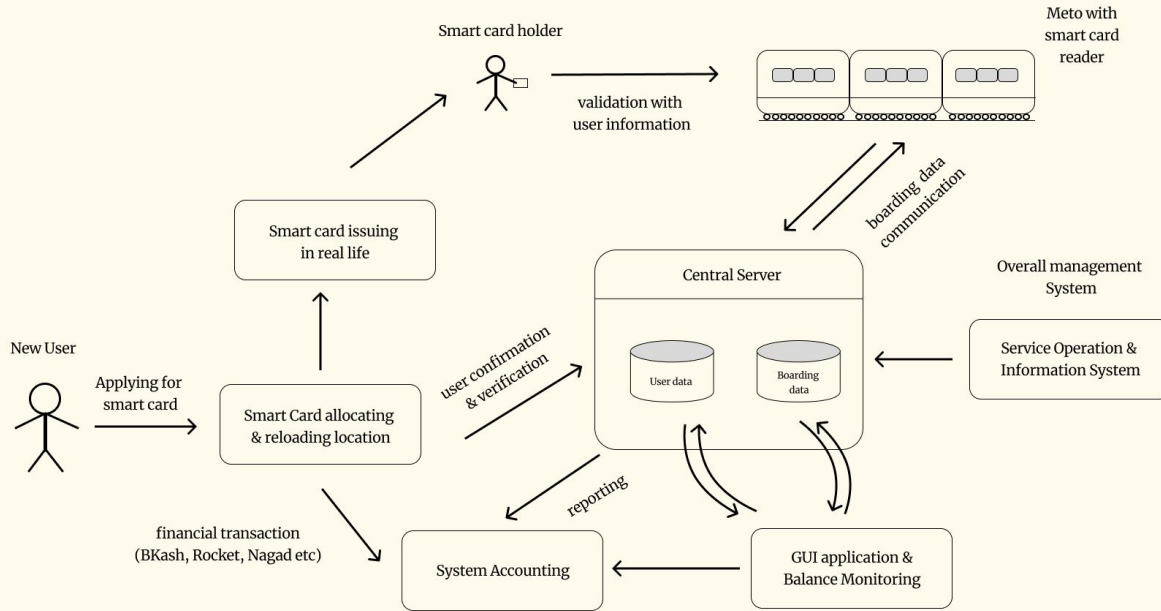 Smart card holder
Meto with
smart card
reader
validation with
user information
boarding data
communication
Smart card issuing
in real life
Central Server
Overall management
System
New User
Applying for
smart card
user confirmation
& verification
User data
Boarding
data
Service Operation &
Information System
Smart Card allocating
& reloading location
reporting
financial transaction
(BKash, Rocket, Nagad etc)
System Accounting
GUI application &
Balance Monitoring